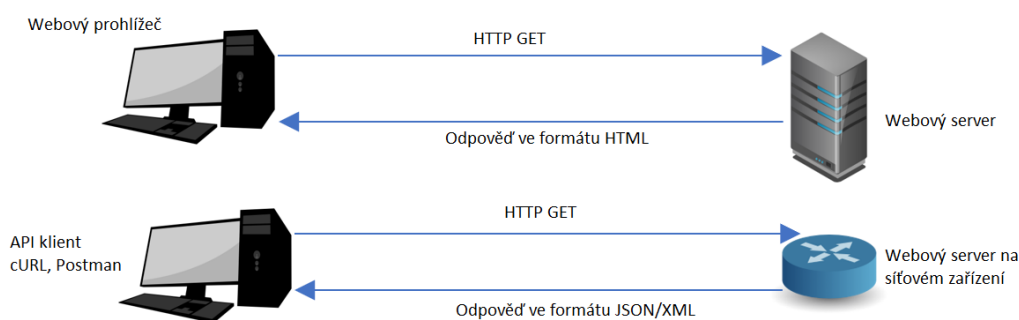 Webový prohlížeč
HTTP GET
Odpověď ve formátu HTML
Webový server
HTTP GET
API klient
cURL, Postman
Webový server na
síťovém zařízení
Odpověď ve formátu JSON/XML